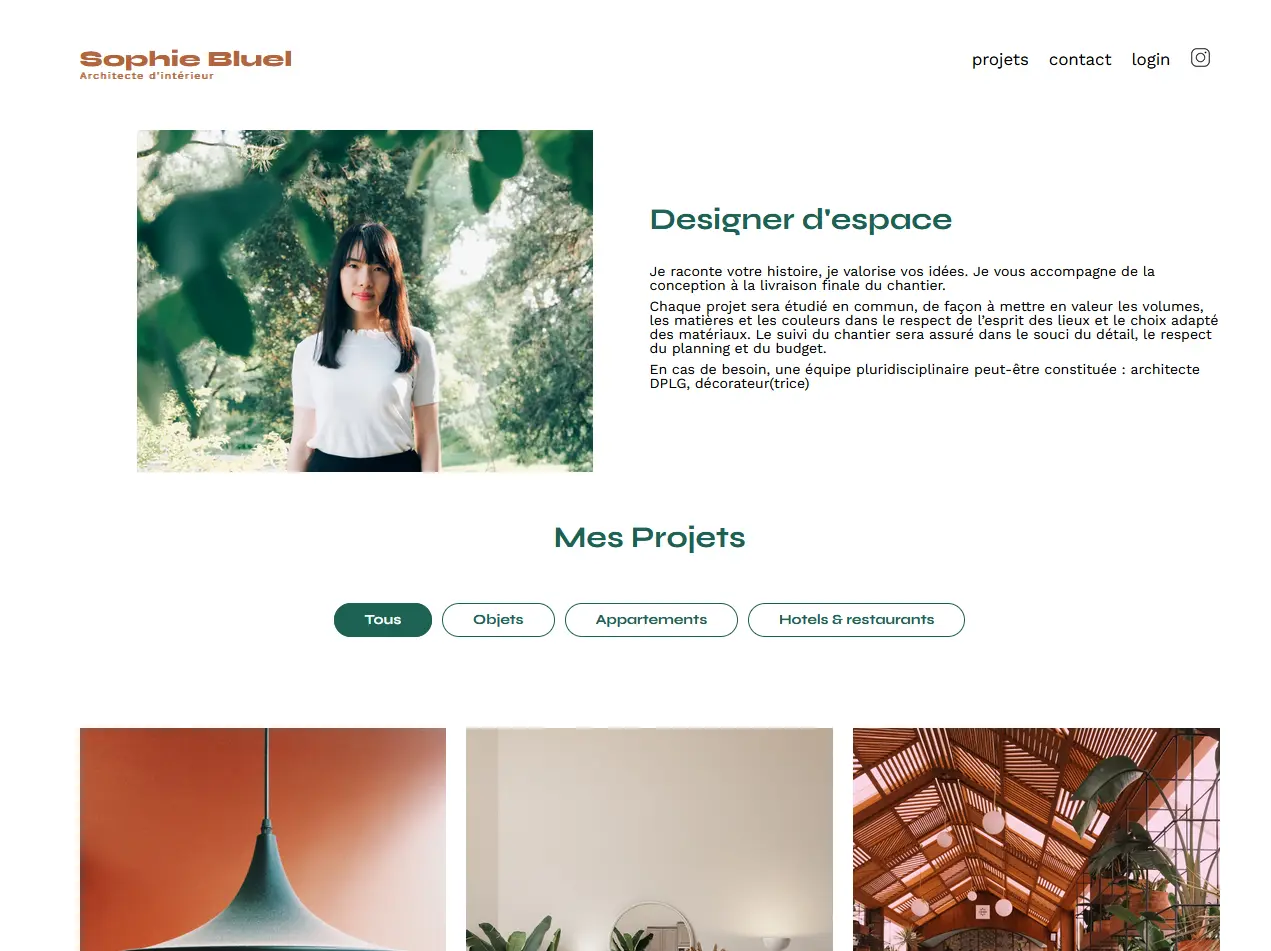 Sophie Bluel
Architecte d'intérieur
projets contact login
Designer d'espace
Je raconte votre histoire, je valorise vos idées. Je vous accompagne de la
conception à la livraison finale du chantier.
Chaque projet sera étudié en commun, de façon à mettre en valeur les volumes,
les matières et les couleurs dans le respect de l’esprit des lieux et le choix adapté
des matériaux. Le suivi du chantier sera assuré dans le souci du détail, le respect
du planning et du budget.
En cas de besoin, une équipe pluridisciplinaire peut-être constituée : architecte
DPLG, décorateur(trice)
Mes Projets
Tous Objets Appartements Hotels & restaurants